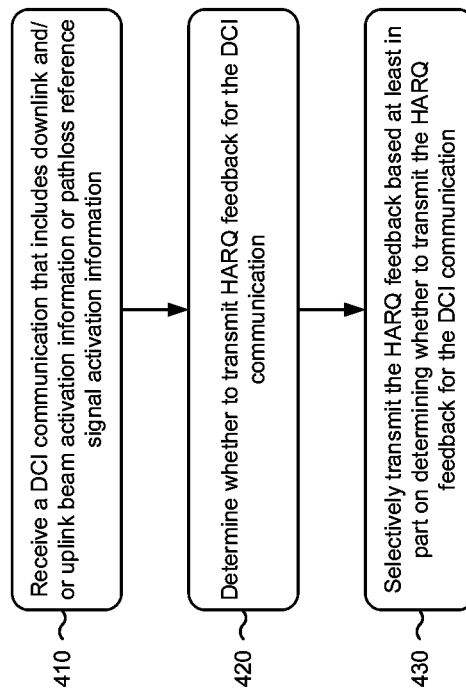 410
Receive a DCI communication that includes downlink and/
or uplink beam activation information or pathloss reference
signal activation information
420
Determine whether to transmit HARQ feedback for the DCI
communication
430
Selectively transmit the HARQ feedback based at least in
part on determining whether to transmit the HARQ
feedback for the DCI communication